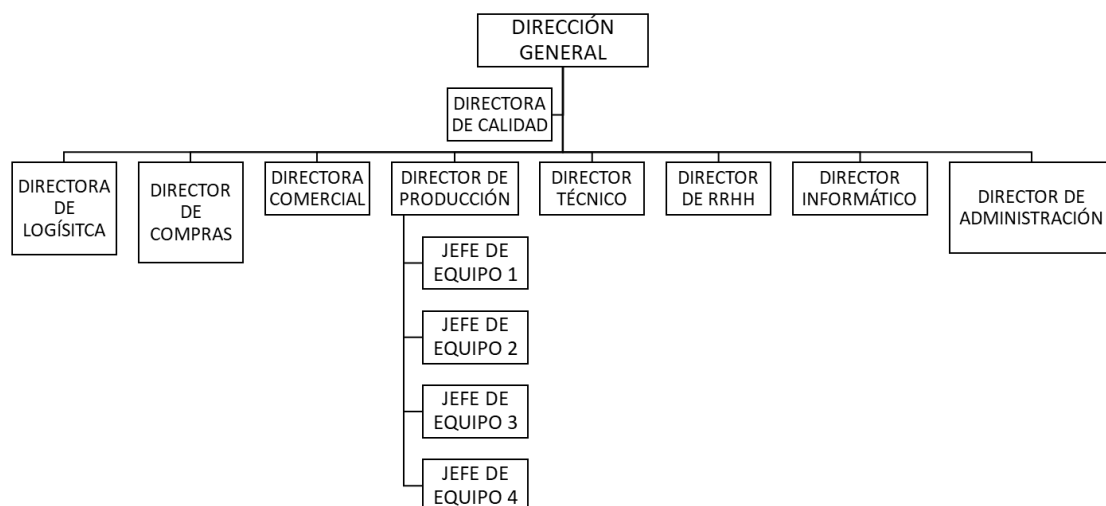 DIRECCIÓN
GENERAL
DIRECTORA
DE CALIDAD
DIRECTORA
DE
LOGÍSITCA
DIRECTOR
DE
COMPRAS
DIRECTORA
COMERCIAL
DIRECTOR DE
PRODUCCIÓN
DIRECTOR
TÉCNICO
DIRECTOR
DE RRHH
DIRECTOR
INFORMÁTICO
DIRECTOR DE
ADMINISTRACIÓN
JEFE DE
EQUIPO 1
JEFE DE
EQUIPO 2
JEFE DE
EQUIPO 3
JEFE DE
EQUIPO 4